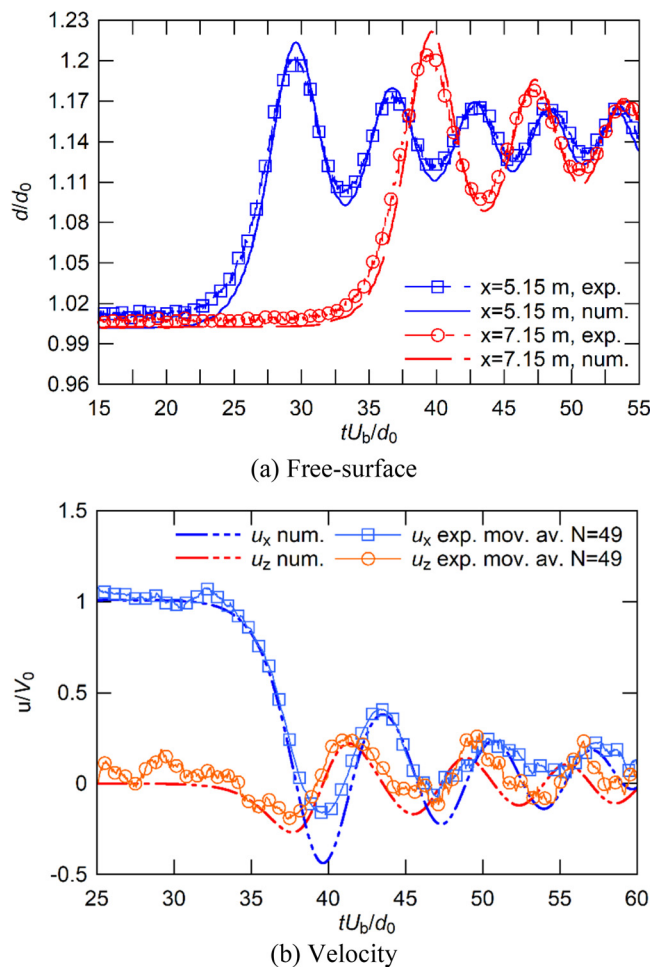 1.23
1.2
1.17
1.14
1.11
1.08
1.05
1.02
0.99
0.96
d/d0
x=5.15 m, exp.
x=5.15 m, num.
x=7.15 m, exp.
x=7.15 m, num.
15 20 25 30 35 40 45 50 55
tUb/d0
(a) Free-surface
1.5
1
0.5
0
-0.5
u/V0
ux num. ux exp. mov. av. N=49
uz num. uz exp. mov. av. N=49
25 30 35 40 45 50 55 60
tUb/d0
(b) Velocity